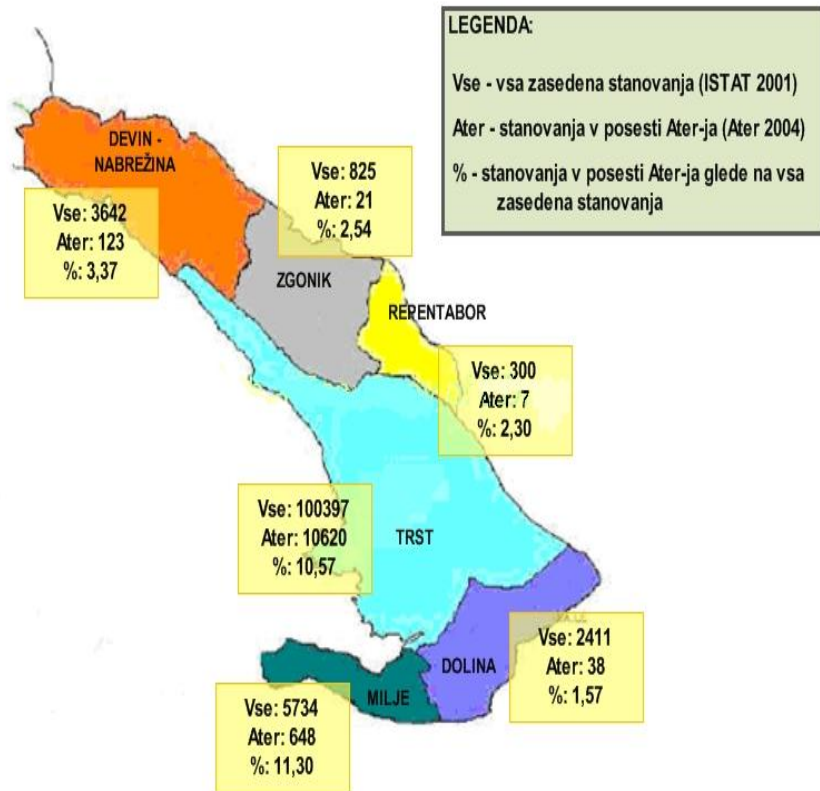 LEGENDA:
Vse - vsa zasedena stanovanja (ISTAT 2001)
Ater - stanovanja v posesti Ater-ja (Ater 2004)
% - stanovanja v posesti Ater-ja glede na vsa
zasedena stanovanja
DEVIN -
NABREŽINA
Vse: 3642
Ater: 123
%: 3,37
Vse: 825
Ater: 21
%: 2,54
ZGONIK
REPENTABOR
Vse: 300
Ater: 7
%: 2,30
Vse: 100397
Ater: 10620
%: 10,57
TRST
DOLINA
Vse: 2411
Ater: 38
%: 1,57
MILJE
Vse: 5734
Ater: 648
%: 11,30